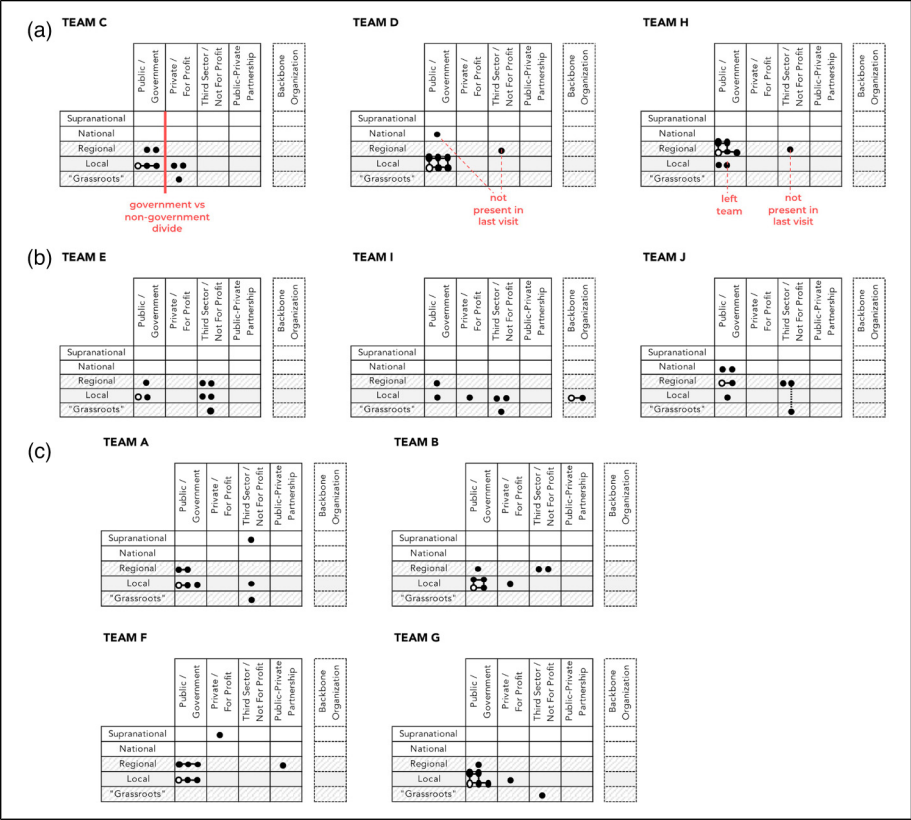 (a)
TEAM C
Public / Government
Private / For Profit
Third Sector / Not For Profit
Public-Private Partnership
Backbone Organization
Supranational
National
Regional
Local
"Grassroots"
government vs
non-government
divide
TEAM D
Public / Government
Private / For Profit
Third Sector / Not For Profit
Public-Private Partnership
Backbone Organization
Supranational
National
Regional
Local
"Grassroots"
not
present in
last visit
TEAM H
Public / Government
Private / For Profit
Third Sector / Not For Profit
Public-Private Partnership
Backbone Organization
Supranational
National
Regional
Local
"Grassroots"
left
team
not
present in
last visit
(b)
TEAM E
Public / Government
Private / For Profit
Third Sector / Not For Profit
Public-Private Partnership
Backbone Organization
Supranational
National
Regional
Local
"Grassroots"
TEAM I
Public / Government
Private / For Profit
Third Sector / Not For Profit
Public-Private Partnership
Backbone Organization
Supranational
National
Regional
Local
"Grassroots"
TEAM J
Public / Government
Private / For Profit
Third Sector / Not For Profit
Public-Private Partnership
Backbone Organization
Supranational
National
Regional
Local
"Grassroots"
(c)
TEAM A
Public / Government
Private / For Profit
Third Sector / Not For Profit
Public-Private Partnership
Backbone Organization
Supranational
National
Regional
Local
"Grassroots"
TEAM B
Public / Government
Private / For Profit
Third Sector / Not For Profit
Public-Private Partnership
Backbone Organization
Supranational
National
Regional
Local
"Grassroots"
TEAM F
Public / Government
Private / For Profit
Third Sector / Not For Profit
Public-Private Partnership
Backbone Organization
Supranational
National
Regional
Local
"Grassroots"
TEAM G
Public / Government
Private / For Profit
Third Sector / Not For Profit
Public-Private Partnership
Backbone Organization
Supranational
National
Regional
Local
"Grassroots"